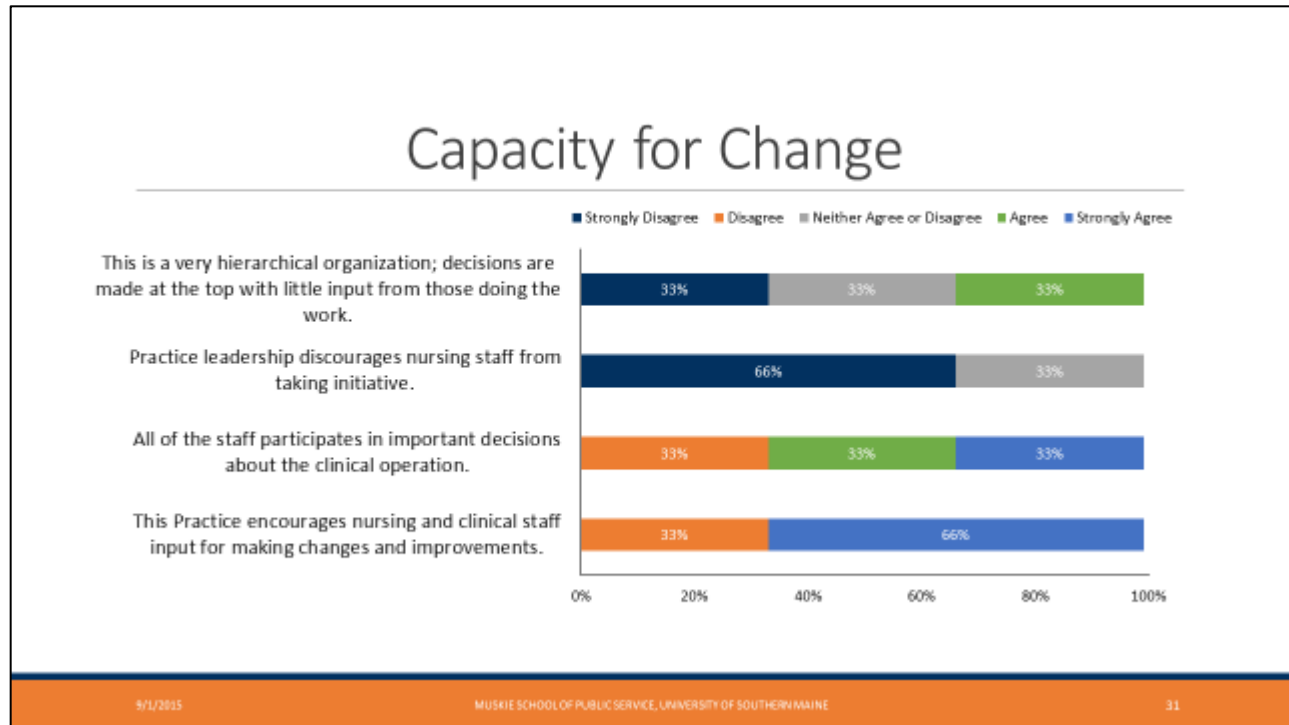 Capacity for Change
Strongly Disagree Disagree Neither Agree or Disagree Agree Strongly Agree
This is a very hierarchical organization; decisions are
made at the top with little input from those doing the
work.
33% 33% 33%
Practice leadership discourages nursing staff from
taking initiative.
66% 33%
All of the staff participates in important decisions
about the clinical operation.
33% 33% 33%
This Practice encourages nursing and clinical staff
input for making changes and improvements.
33% 66%
0% 20% 40% 60% 80% 100%
9/1/2015 MUSKIE SCHOOL OF PUBLIC SERVICE, UNIVERSITY OF SOUTHERN MAINE 31